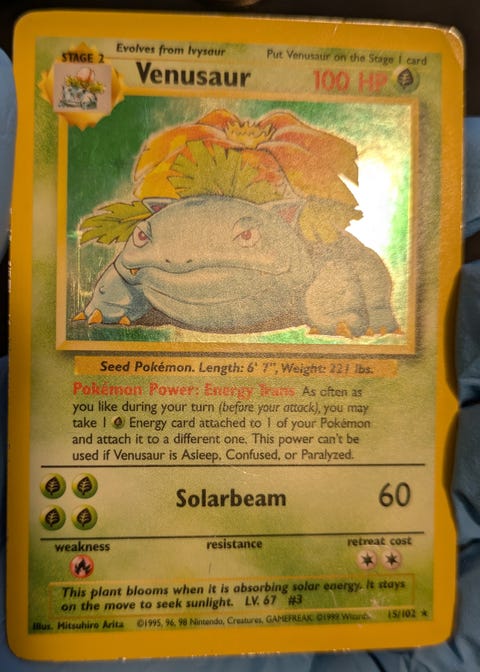 STAGE 2
Evolves from Ivysaur
Put Venusaur on the Stage 1 card
Venusaur
100 HP
Seed Pokémon. Length: 6' 7", Weight: 221 lbs.
Pokémon Power: Energy Trans As often as
you like during your turn (before your attack), you may
take 1 Energy card attached to 1 of your Pokémon
and attach it to a different one. This power can't be
used if Venusaur is Asleep, Confused, or Paralyzed.
Solarbeam 60
weakness resistance retreat cost
This plant blooms when it is absorbing solar energy. It stays
on the move to seek sunlight. LV. 67 #3
Illus. Mitsuhiro Arita ©1995, 96, 98 Nintendo, Creatures, GAMEFREAK. ©1999 Wizards 15/102 ★